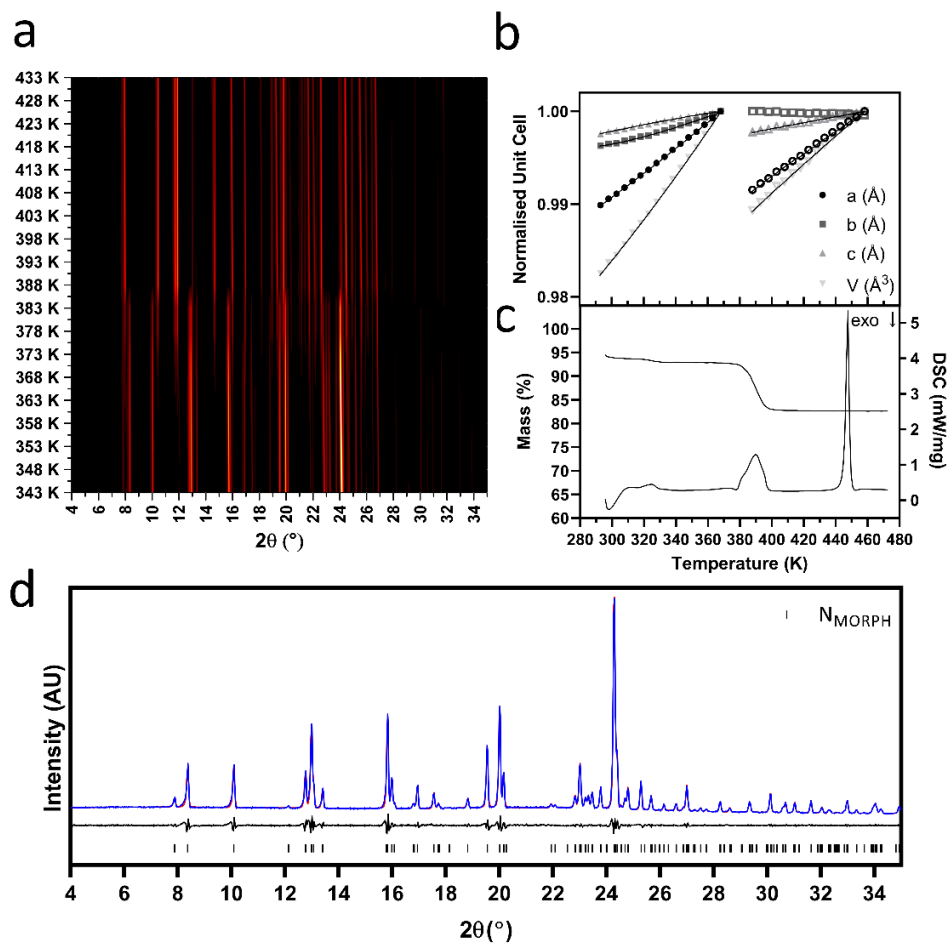 a
433 K
428 K
423 K
418 K
413 K
408 K
403 K
398 K
393 K
388 K
383 K
378 K
373 K
368 K
363 K
358 K
353 K
348 K
343 K
4 6 8 10 12 14 16 18 20 22 24 26 28 30 32 34
2θ (°)
b
Normalised Unit Cell
1.00
0.99
0.98
a (Å)
b (Å)
c (Å)
V (Å³)
c
exo ↓
Mass (%)
100
95
90
85
80
75
70
65
60
DSC (mW/mg)
5
4
3
2
1
0
280 300 320 340 360 380 400 420 440 460 480
Temperature (K)
d
Intensity (AU)
N_MORPH
4 6 8 10 12 14 16 18 20 22 24 26 28 30 32 34
2θ(°)